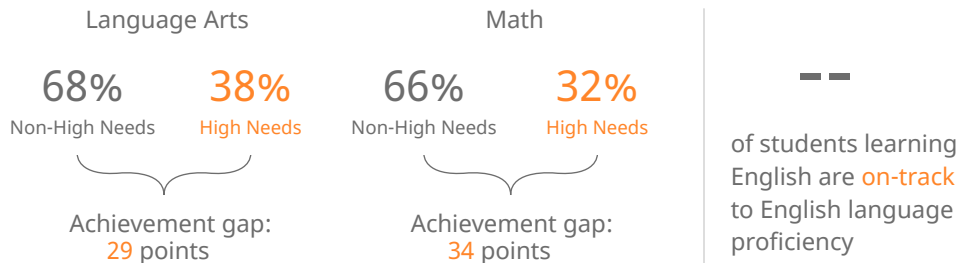 Language Arts
68% 38%
Non-High Needs High Needs
Achievement gap:
29 points
Math
66% 32%
Non-High Needs High Needs
Achievement gap:
34 points
--
of students learning
English are on-track
to English language
proficiency